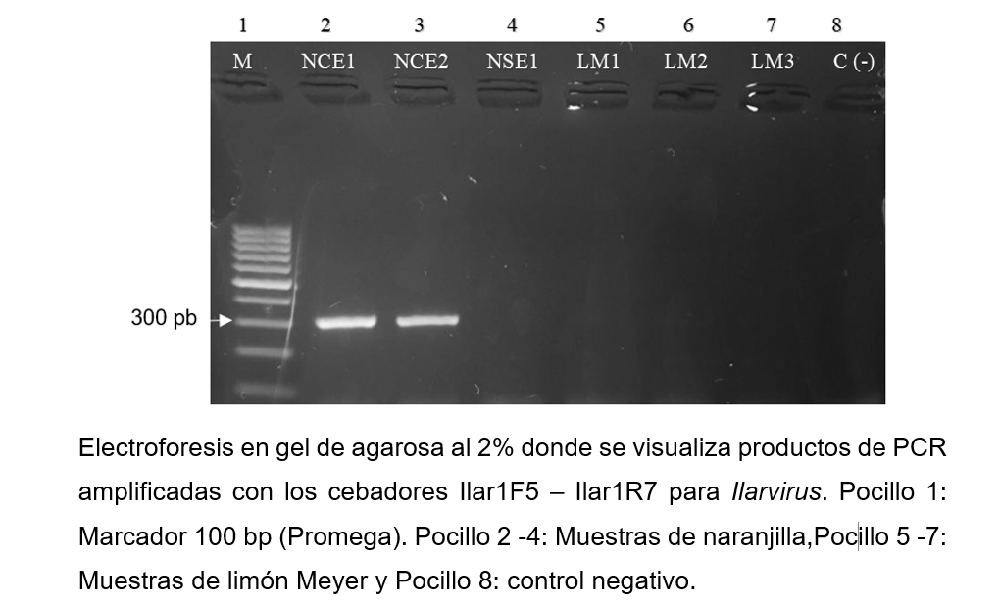 1 2 3 4 5 6 7 8
M NCE1 NCE2 NSE1 LM1 LM2 LM3 C (-)
300 pb
Electroforesis en gel de agarosa al 2% donde se visualiza productos de PCR
amplificadas con los cebadores Ilar1F5 – Ilar1R7 para Ilarvirus. Pocillo 1:
Marcador 100 bp (Promega). Pocillo 2 -4: Muestras de naranjilla,Pocillo 5 -7:
Muestras de limón Meyer y Pocillo 8: control negativo.